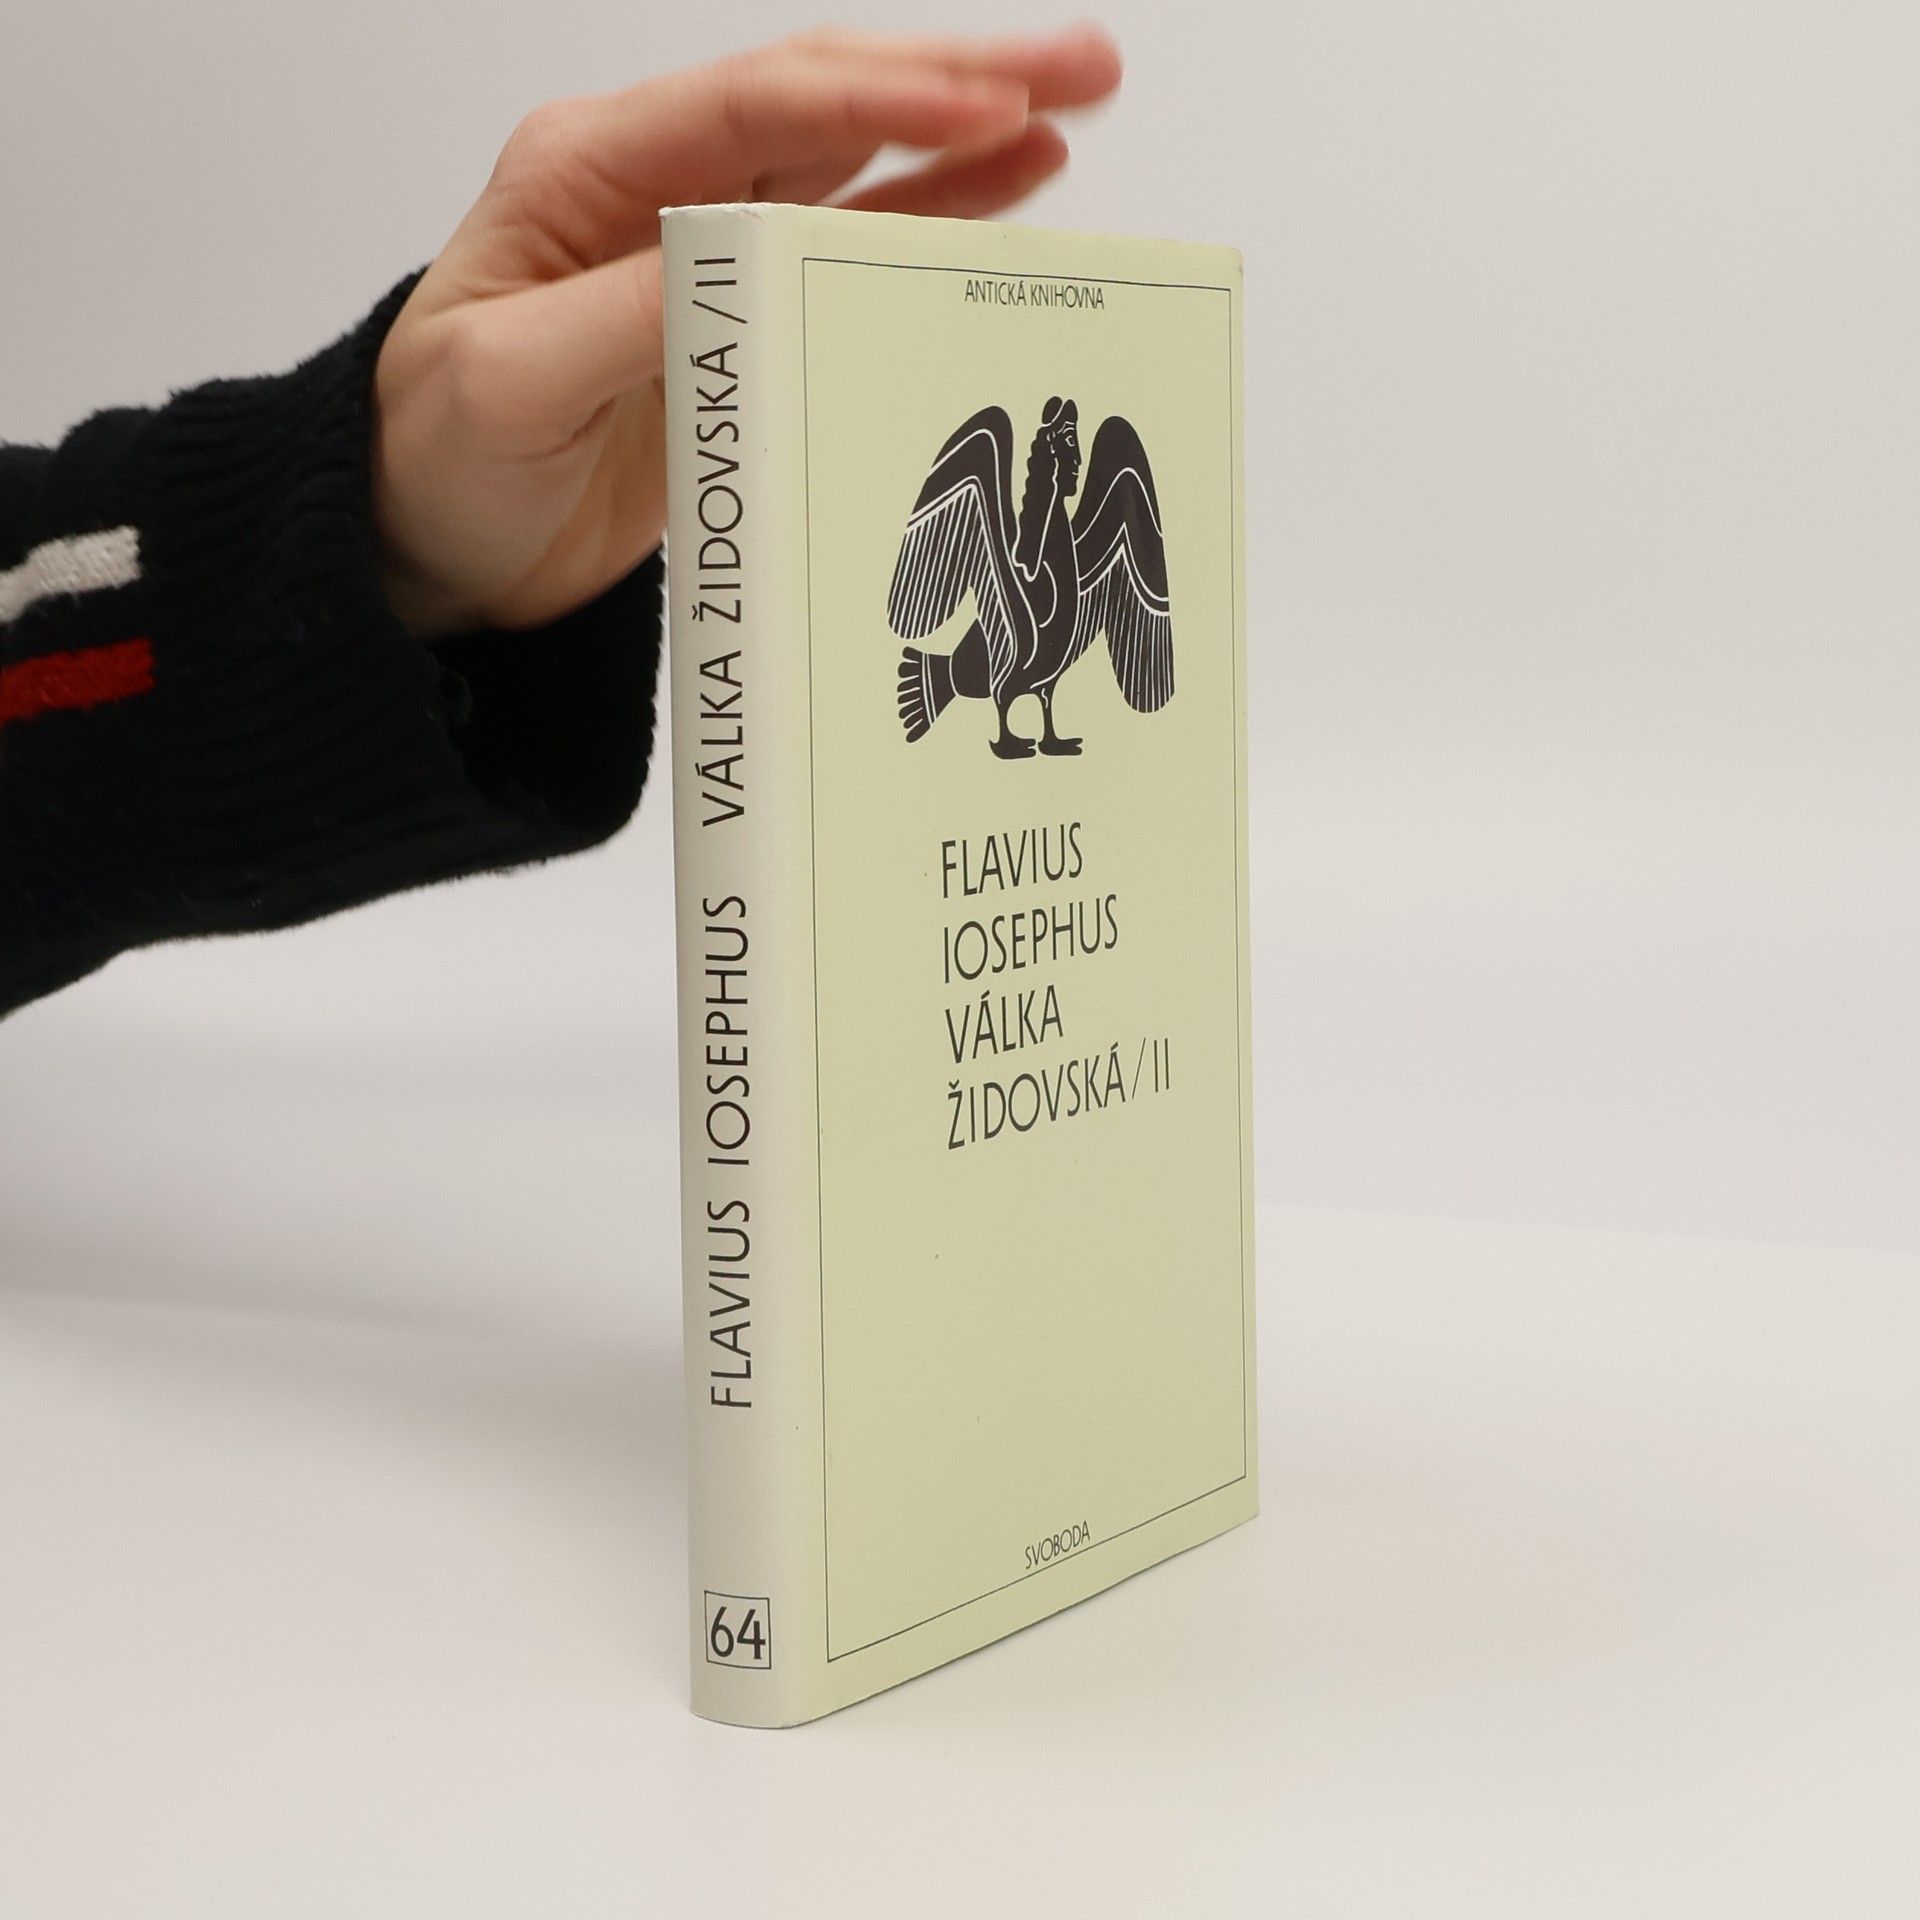 FLAVIUS IOSEPHUS VÁLKA ŽIDOVSKÁ / II
64
ANTICKÁ KNIHOVNA
FLAVIUS
IOSEPHUS
VÁLKA
ŽIDOVSKÁ / II
SVOBODA